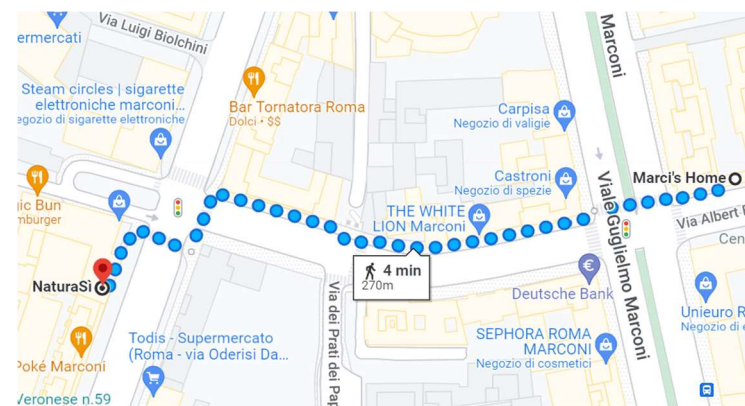 Via Luigi Biolchini
ermercati
Steam circles | sigarette
elettroniche marconi...
egozio di sigarette elettroniche
Bar Tornatora Roma
Dolci • $$
Marconi
Carpisa
Negozio di valigie
Castroni
Negozio di spezie
Marci's Home
gic Bun
mburger
THE WHITE
LION Marconi
Viale Guglielmo Marconi
Via Albert
Cen
NaturaSì
4 min
270m
Deutsche Bank
€
Via dei Prati dei Pap
Unieuro R
Negozio di e
Todis - Supermercato
(Roma - via Oderisi Da...
SEPHORA ROMA
MARCONI
Negozio di cosmetici
Poké Marconi
Veronese n.59